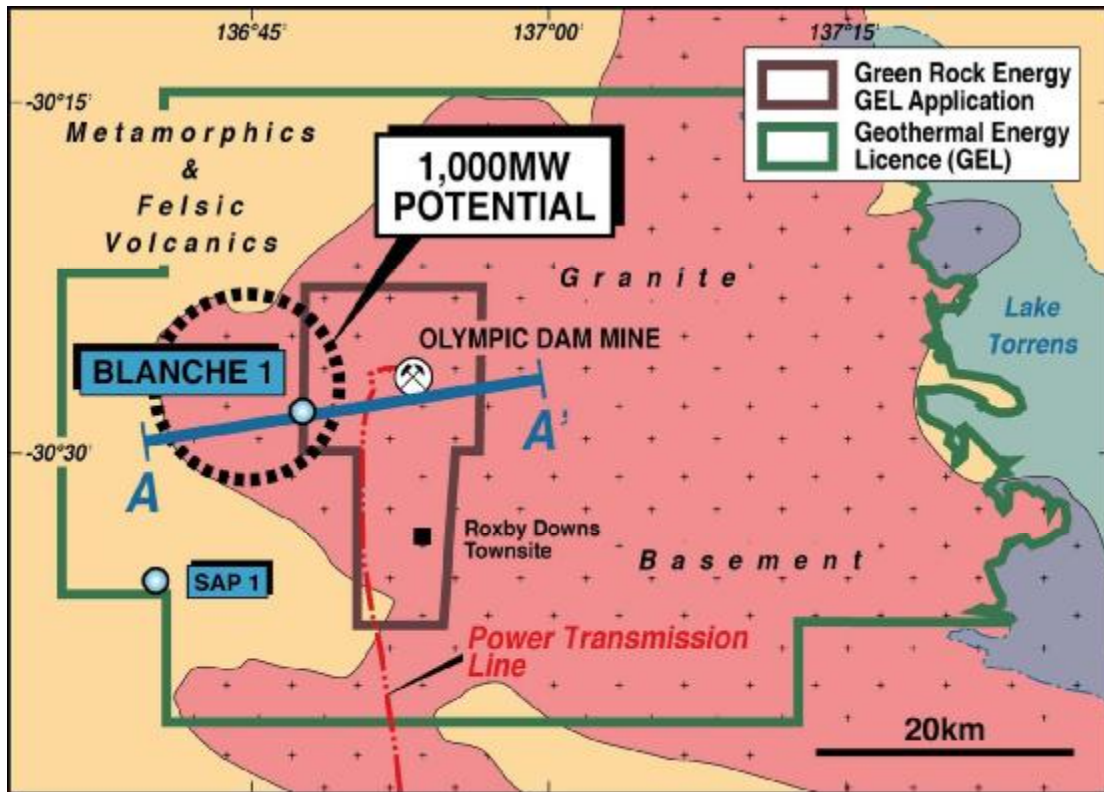 136°45'
137°00'
137°15'
-30°15'
Metamorphics
&
Felsic
Volcanics
1,000MW
POTENTIAL
Green Rock Energy
GEL Application
Geothermal Energy
Licence (GEL)
Granite
Lake
Torrens
OLYMPIC DAM MINE
BLANCHE 1
A
A'
-30°30'
Roxby Downs
Townsite
Basement
SAP 1
Power Transmission
Line
20km